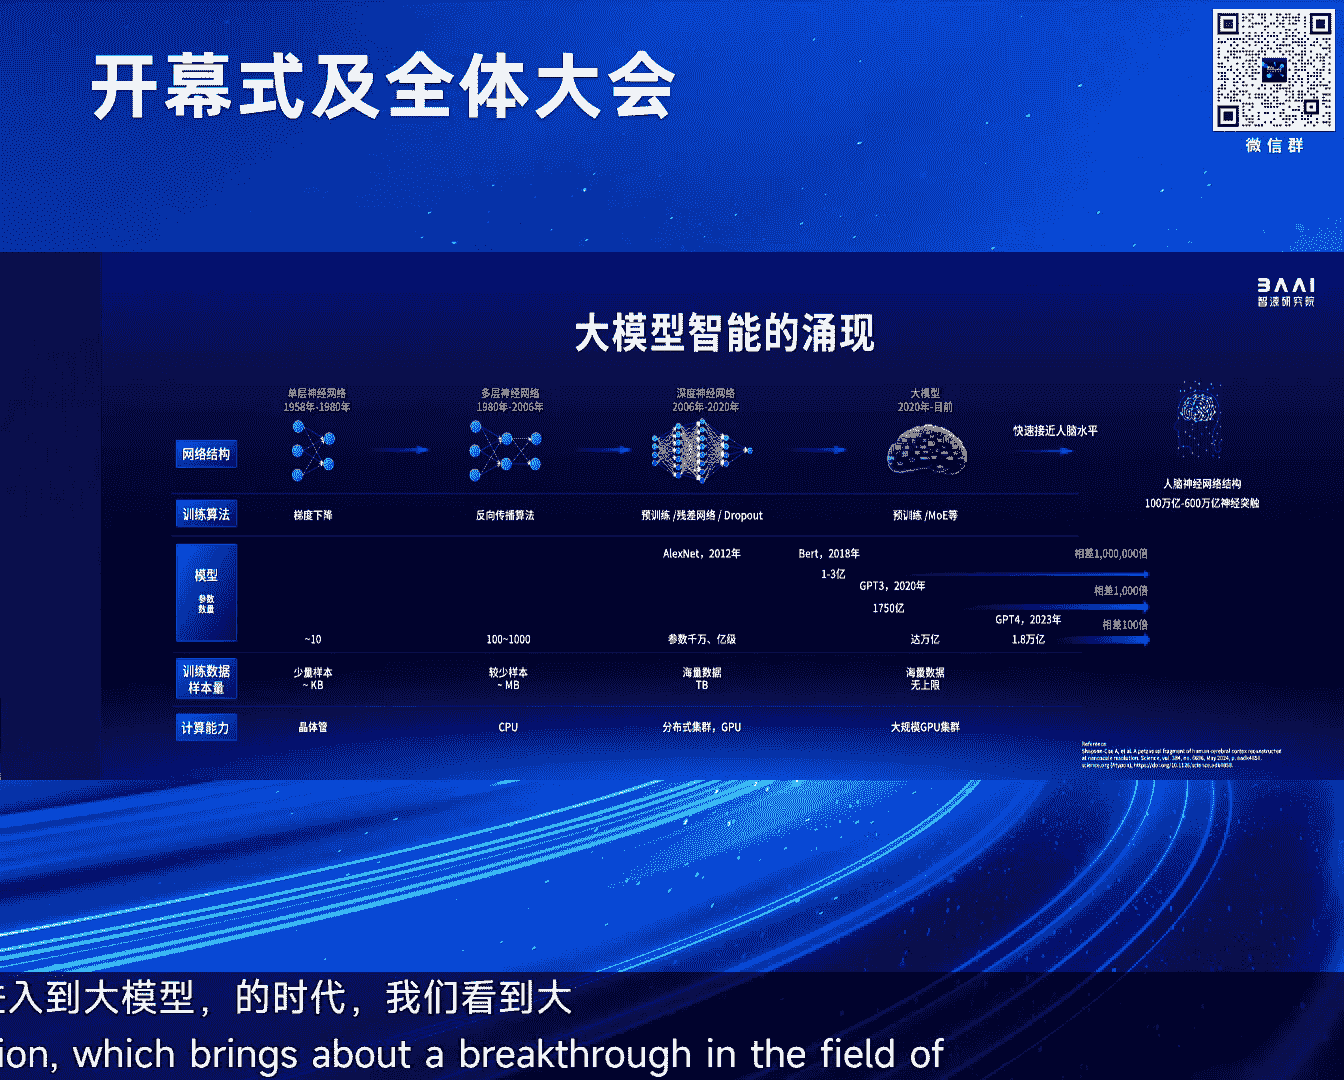 开幕式及全体大会
微信群
BAAI
智源研究院
大模型智能的涌现
单层神经网络
1958年-1980年
多层神经网络
1980年-2006年
深度神经网络
2006年-2020年
大模型
2020年-目前
快速接近人脑水平
网络结构
人脑神经网络结构
100万亿-600万亿神经突触
训练算法
梯度下降
反向传播算法
预训练 /残差网络 / Dropout
预训练 /MoE等
模型
参数
数量
AlexNet，2012年
Bert，2018年
相差1,000,000倍
1-3亿
GPT3，2020年
相差1,000倍
1750亿
GPT4，2023年
相差100倍
~10
100~1000
参数千万、亿级
达万亿
1.8万亿
训练数据
样本量
少量样本
~ KB
较少样本
~ MB
海量数据
TB
海量数据
无上限
计算能力
晶体管
CPU
分布式集群，GPU
大规模GPU集群
Reference
at nanoscale resolution. Science, vol. 384, no. 6696, May 2024,
入到大模型，的时代，我们看到大
ion, which brings about a breakthrough in the field of